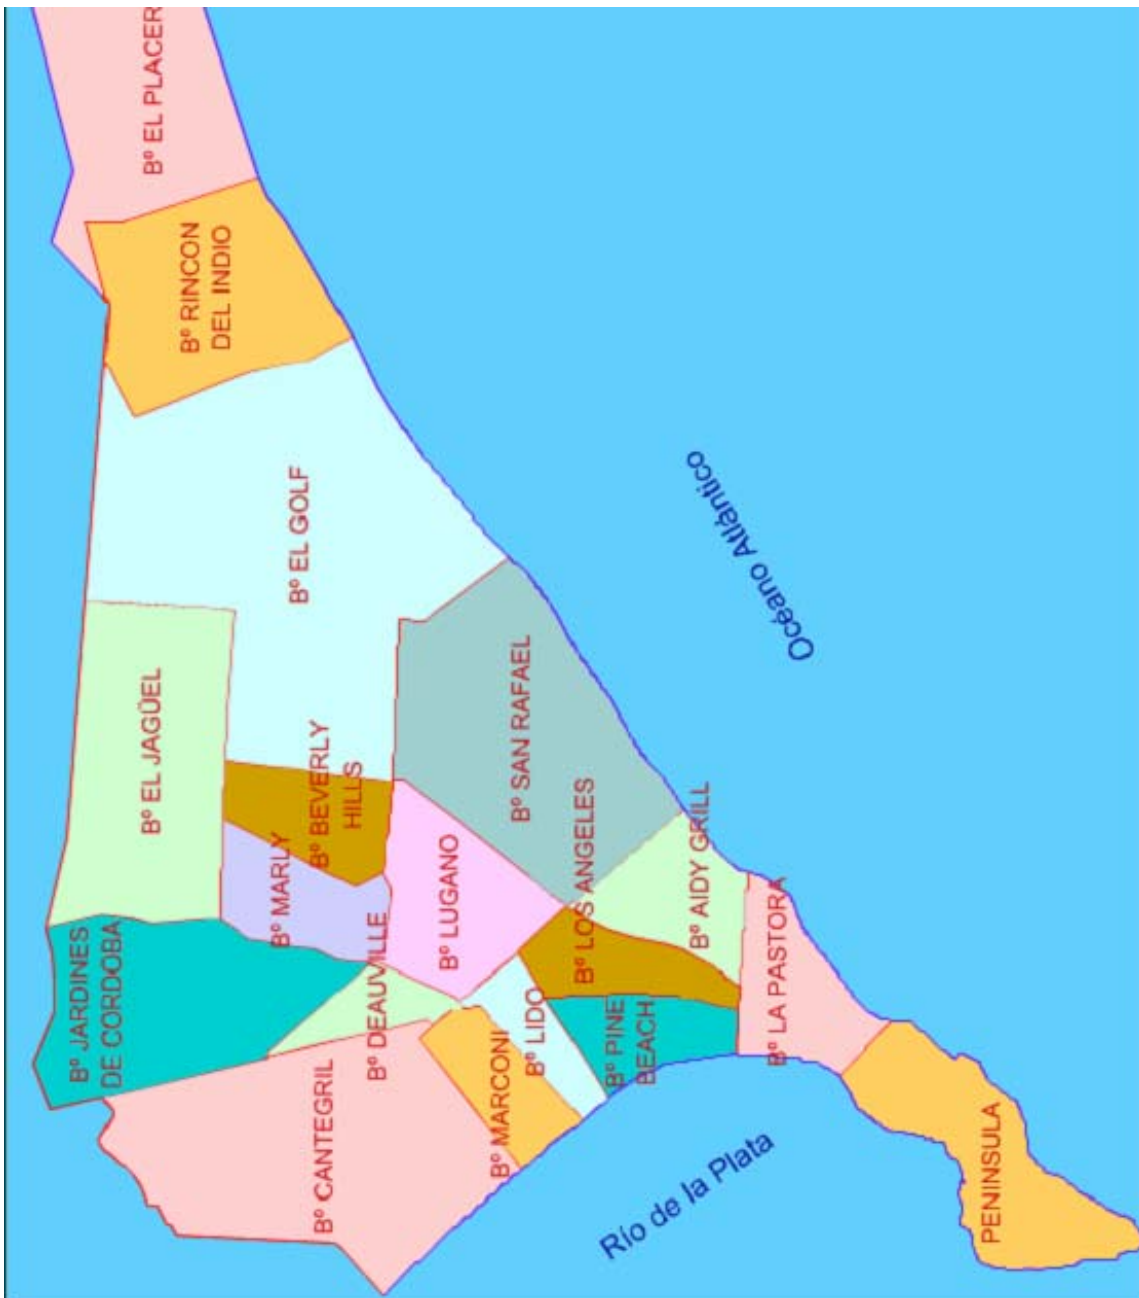 Bº EL PLACER
Bº RINCON
DEL INDIO
Bº EL GOLF
Océano Atlàntico
Bº EL JAGÜEL
Bº SAN RAFAEL
Bº BEVERLY
HILLS
Bº MARLY
Bº LUGANO
Bº LOS ANGELES
Bº AIDY GRILL
Bº JARDINES
DE CORDOBA
Bº DEAUVILLE
Bº LA PASTORA
Bº LIDO
Bº PINE
BEACH
Bº MARCONI
Bº CANTEGRIL
Río de la Plata
PENINSULA